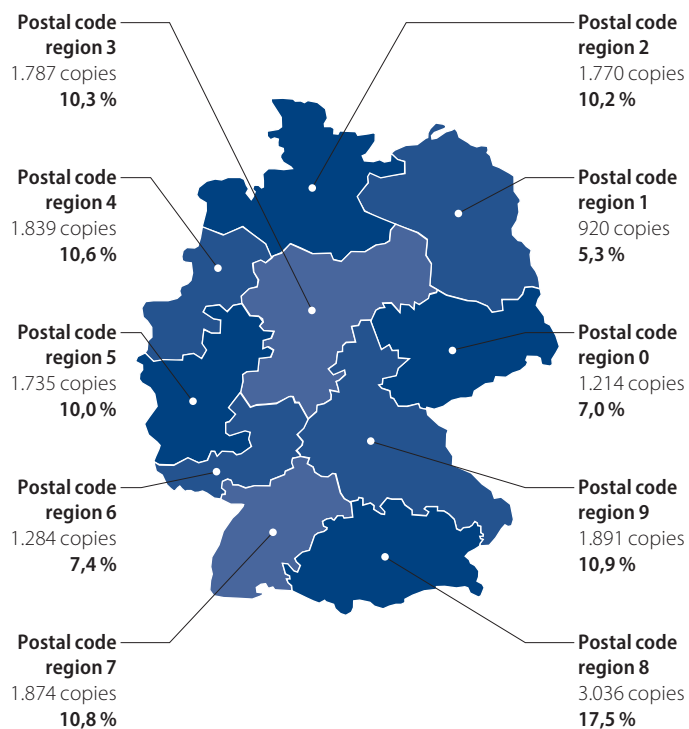 Postal code
region 3
1.787 copies
10,3 %
Postal code
region 2
1.770 copies
10,2 %
Postal code
region 4
1.839 copies
10,6 %
Postal code
region 1
920 copies
5,3 %
Postal code
region 5
1.735 copies
10,0 %
Postal code
region 0
1.214 copies
7,0 %
Postal code
region 6
1.284 copies
7,4 %
Postal code
region 9
1.891 copies
10,9 %
Postal code
region 7
1.874 copies
10,8 %
Postal code
region 8
3.036 copies
17,5 %